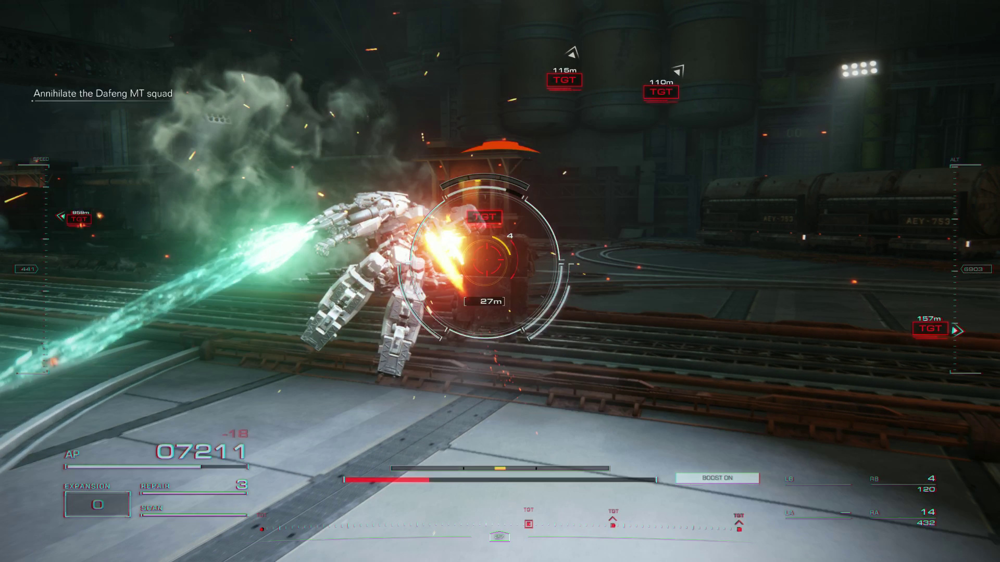 115m
TGT
110m
TGT
Annihilate the Dafeng MT squad
SPEED
ALT
959m
TGT
TGT
AEY-753
AEY-753
4
441
6903
27m
157m
TGT
-18
AP
07211
BOOST ON
LB
RB
4
120
EXPANSION
REPAIR
3
0
SCAN
TGT
TGT
TGT
TGT
LA
RA
14
432
27